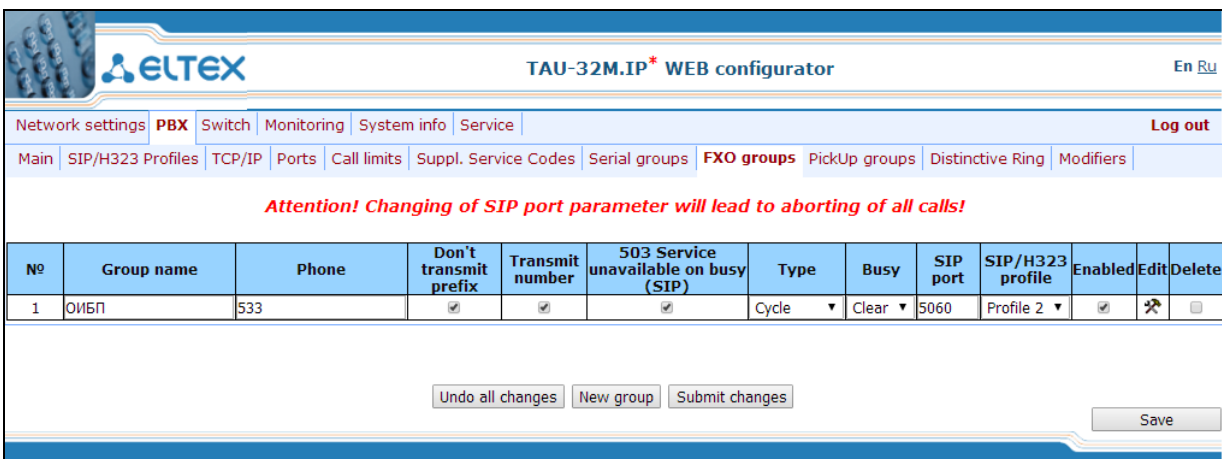 ELTEX
TAU-32M.IP* WEB configurator
En Ru
Network settings PBX Switch Monitoring System info Service
Log out
Main SIP/H323 Profiles TCP/IP Ports Call limits Suppl. Service Codes Serial groups FXO groups PickUp groups Distinctive Ring Modifiers
Attention! Changing of SIP port parameter will lead to aborting of all calls!
№ Group name Phone Don't transmit prefix Transmit number 503 Service unavailable on busy (SIP) Type Busy SIP port SIP/H323 profile Enabled Edit Delete
1 ОИБП 533 Cycle Clear 5060 Profile 2
Undo all changes New group Submit changes
Save